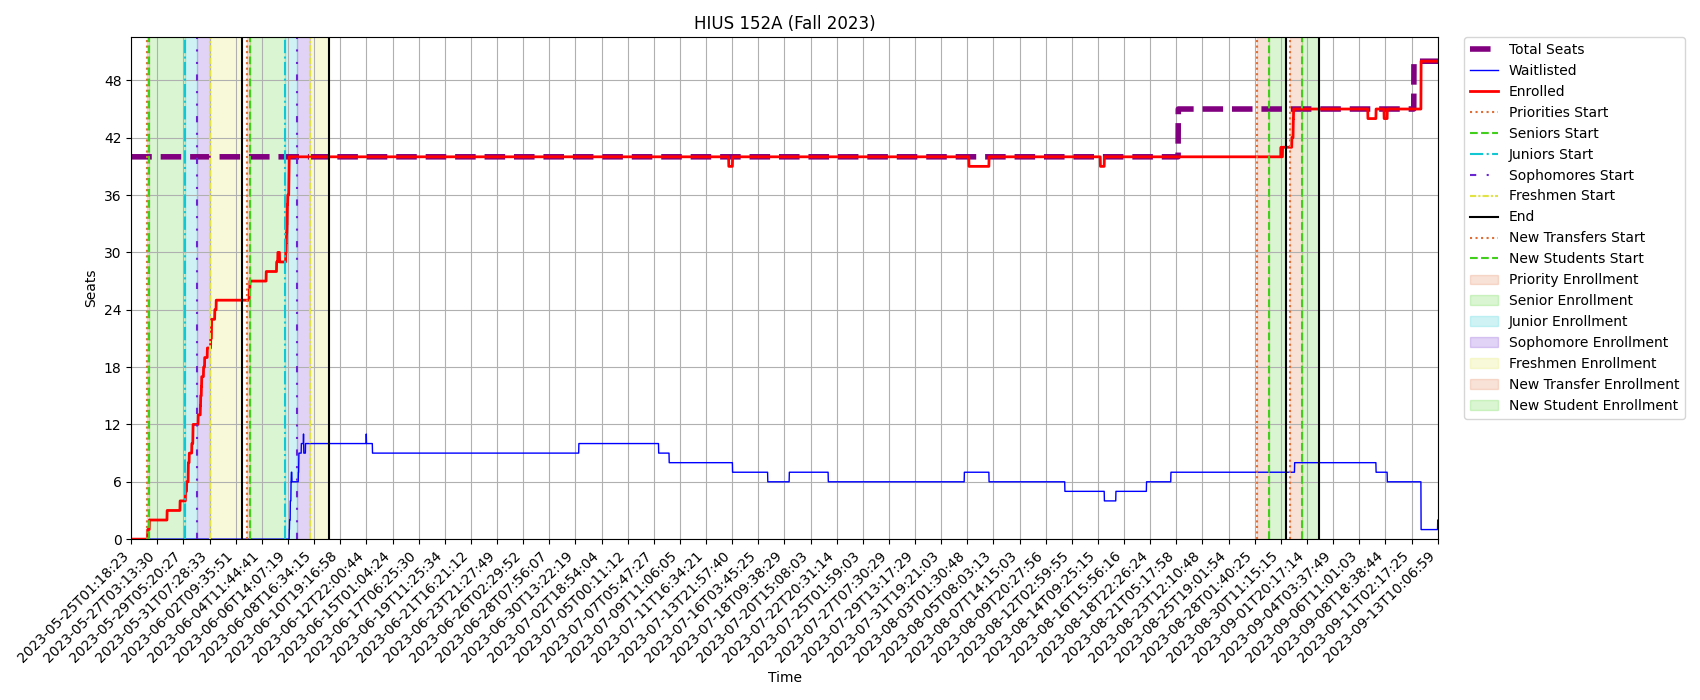 HIUS 152A (Fall 2023)
Seats
48
42
36
30
24
18
12
6
0
2023-05-25T01:18:23
2023-05-27T03:13:30
2023-05-29T05:20:27
2023-05-31T07:28:33
2023-06-02T09:35:51
2023-06-04T11:44:41
2023-06-06T14:07:19
2023-06-08T16:34:15
2023-06-10T19:16:58
2023-06-12T22:00:44
2023-06-15T01:04:24
2023-06-17T06:25:30
2023-06-19T11:25:34
2023-06-21T16:21:12
2023-06-23T21:27:49
2023-06-26T02:29:52
2023-06-28T07:56:07
2023-06-30T13:22:19
2023-07-02T18:54:04
2023-07-05T00:11:12
2023-07-07T05:47:27
2023-07-09T11:06:05
2023-07-11T16:34:21
2023-07-13T21:57:40
2023-07-16T03:45:25
2023-07-18T09:38:29
2023-07-20T15:08:03
2023-07-22T20:31:14
2023-07-25T01:59:03
2023-07-27T07:30:29
2023-07-29T13:17:29
2023-07-31T19:21:03
2023-08-03T01:30:48
2023-08-05T08:03:13
2023-08-07T14:15:03
2023-08-09T20:27:56
2023-08-12T02:59:55
2023-08-14T09:25:15
2023-08-16T15:56:16
2023-08-18T22:26:24
2023-08-21T05:17:58
2023-08-23T12:10:48
2023-08-25T19:01:54
2023-08-28T01:40:25
2023-08-30T11:15:15
2023-09-01T20:17:14
2023-09-04T03:37:49
2023-09-06T11:01:03
2023-09-08T18:38:44
2023-09-11T02:17:25
2023-09-13T10:06:59
Time
Total Seats
Waitlisted
Enrolled
Priorities Start
Seniors Start
Juniors Start
Sophomores Start
Freshmen Start
End
New Transfers Start
New Students Start
Priority Enrollment
Senior Enrollment
Junior Enrollment
Sophomore Enrollment
Freshmen Enrollment
New Transfer Enrollment
New Student Enrollment